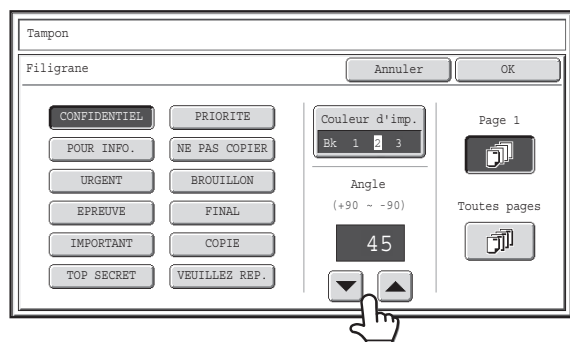 Tampon
Filigrane
Annuler
OK
CONFIDENTIEL
PRIORITE
POUR INFO.
NE PAS COPIER
URGENT
BROUILLON
EPREUVE
FINAL
IMPORTANT
COPIE
TOP SECRET
VEUILLEZ REP.
Couleur d'imp.
Bk 1 2 3
Angle
(+90 ~ -90)
45
Page 1
Toutes pages